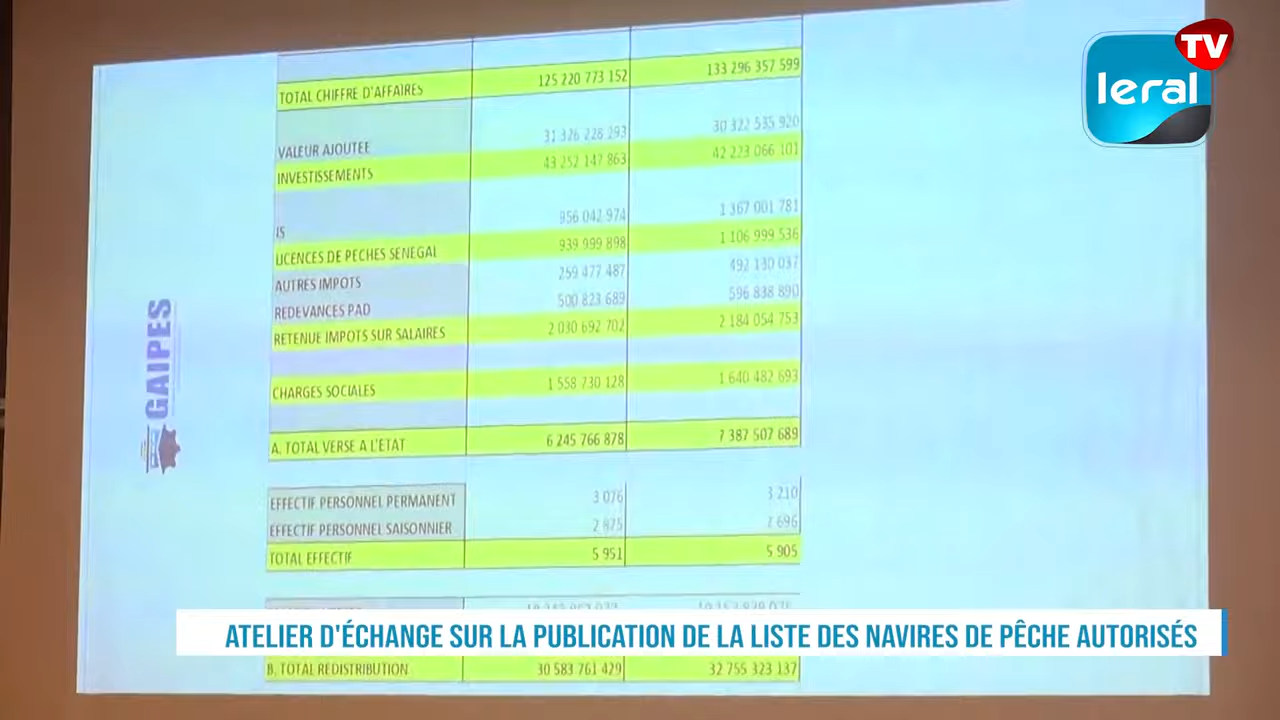 TV
leral
TOTAL CHIFFRE D'AFFAIRES 125 220 773 152 133 296 357 599
VALEUR AJOUTEE 31 326 228 293 30 322 535 920
INVESTISSEMENTS 43 252 147 863 42 223 066 101
IS 956 042 974 1 367 001 781
LICENCES DE PECHES SENEGAL 939 999 898 1 106 999 536
AUTRES IMPOTS 259 477 487 492 130 037
REDEVANCES PAD 500 823 689 596 838 890
RETENUE IMPOTS SUR SALAIRES 2 030 692 702 2 184 054 753
CHARGES SOCIALES 1 558 730 128 1 640 482 693
A. TOTAL VERSE A L'ETAT 6 245 766 878 7 387 507 689
GAIPES
EFFECTIF PERSONNEL PERMANENT 3 076 3 210
EFFECTIF PERSONNEL SAISONNIER 2 875 2 696
TOTAL EFFECTIF 5 951 5 905
ATELIER D'ÉCHANGE SUR LA PUBLICATION DE LA LISTE DES NAVIRES DE PÊCHE AUTORISÉS
B. TOTAL REDISTRIBUTION 30 583 761 429 32 755 323 137